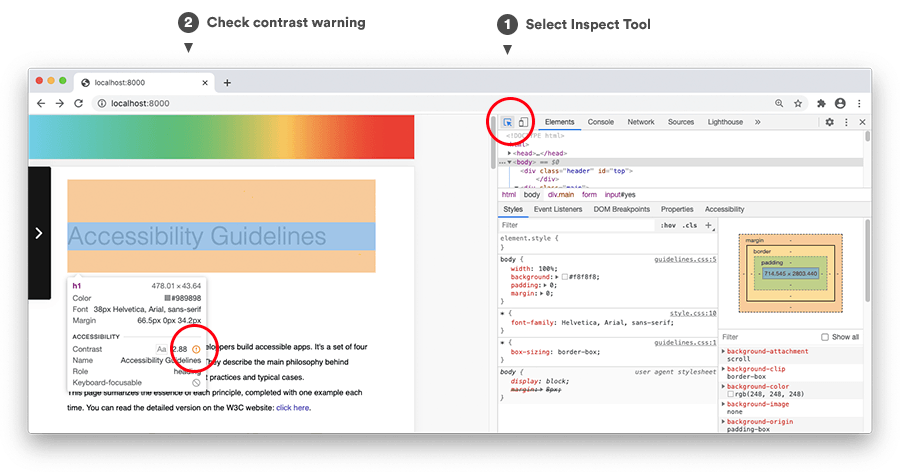 2 Check contrast warning
1 Select Inspect Tool
localhost:8000
localhost:8000
Elements Console Network Sources Lighthouse »
<!DOCTYPE html>
<html>
<head>…</head>
<body> == $0
<div class="header" id="top">
</div>
<div class="main">
html body div.main form input#yes
Styles Event Listeners DOM Breakpoints Properties Accessibility
Filter :hov .cls +
element.style {
}
body { guidelines.css:5
width: 100%;
background: #f8f8f8;
padding: 0;
margin: 0;
}
* { style.css:10
font-family: Helvetica, Arial, sans-serif;
}
* { guidelines.css:1
box-sizing: border-box;
}
body { user agent stylesheet
display: block;
margin: 8px;
}
margin -
border -
padding -
714.545 × 2803.440
Filter Show all
background-attachment
scroll
background-clip
border-box
background-color
rgb(248, 248, 248)
background-image
none
background-origin
padding-box
Accessibility Guidelines
h1 478.01 × 43.64
Color #989898
Font 38px Helvetica, Arial, sans-serif
Margin 66.5px 0px 34.2px
ACCESSIBILITY
Contrast Aa 2.88
Name Accessibility Guidelines
Role heading
Keyboard-focusable
build accessible apps. It's a set of four
describe the main philosophy behind
practices and typical cases.
This page sumarizes the essence of each principle, completed with one example each
time. You can read the detailed version on the W3C website: click here.